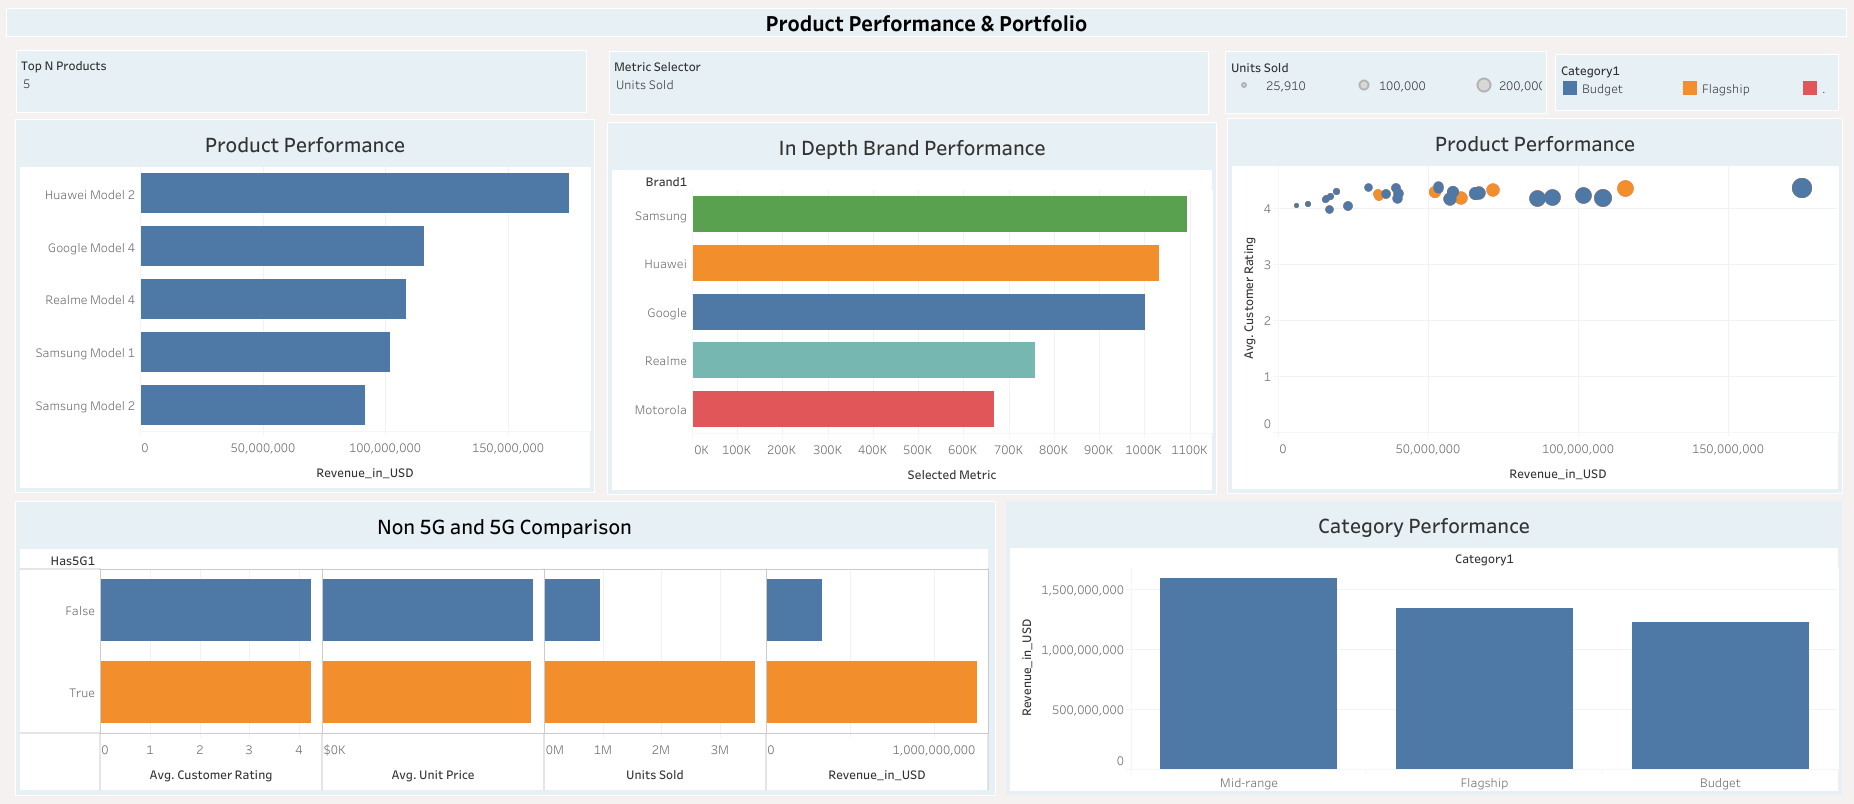 Product Performance & Portfolio
Top N Products
5
Metric Selector
Units Sold
Units Sold
25,910
100,000
200,000
Category1
Budget
Flagship
.
Product Performance
Huawei Model 2
Google Model 4
Realme Model 4
Samsung Model 1
Samsung Model 2
0 50,000,000 100,000,000 150,000,000
Revenue_in_USD
In Depth Brand Performance
Brand1
Samsung
Huawei
Google
Realme
Motorola
0K 100K 200K 300K 400K 500K 600K 700K 800K 900K 1000K 1100K
Selected Metric
Product Performance
Avg. Customer Rating
4
3
2
1
0
0 50,000,000 100,000,000 150,000,000
Revenue_in_USD
Non 5G and 5G Comparison
Has5G1
False
True
0 1 2 3 4
Avg. Customer Rating
$0K
Avg. Unit Price
0M 1M 2M 3M
Units Sold
0 1,000,000,000
Revenue_in_USD
Category Performance
Category1
Revenue_in_USD
1,500,000,000
1,000,000,000
500,000,000
0
Mid-range Flagship Budget